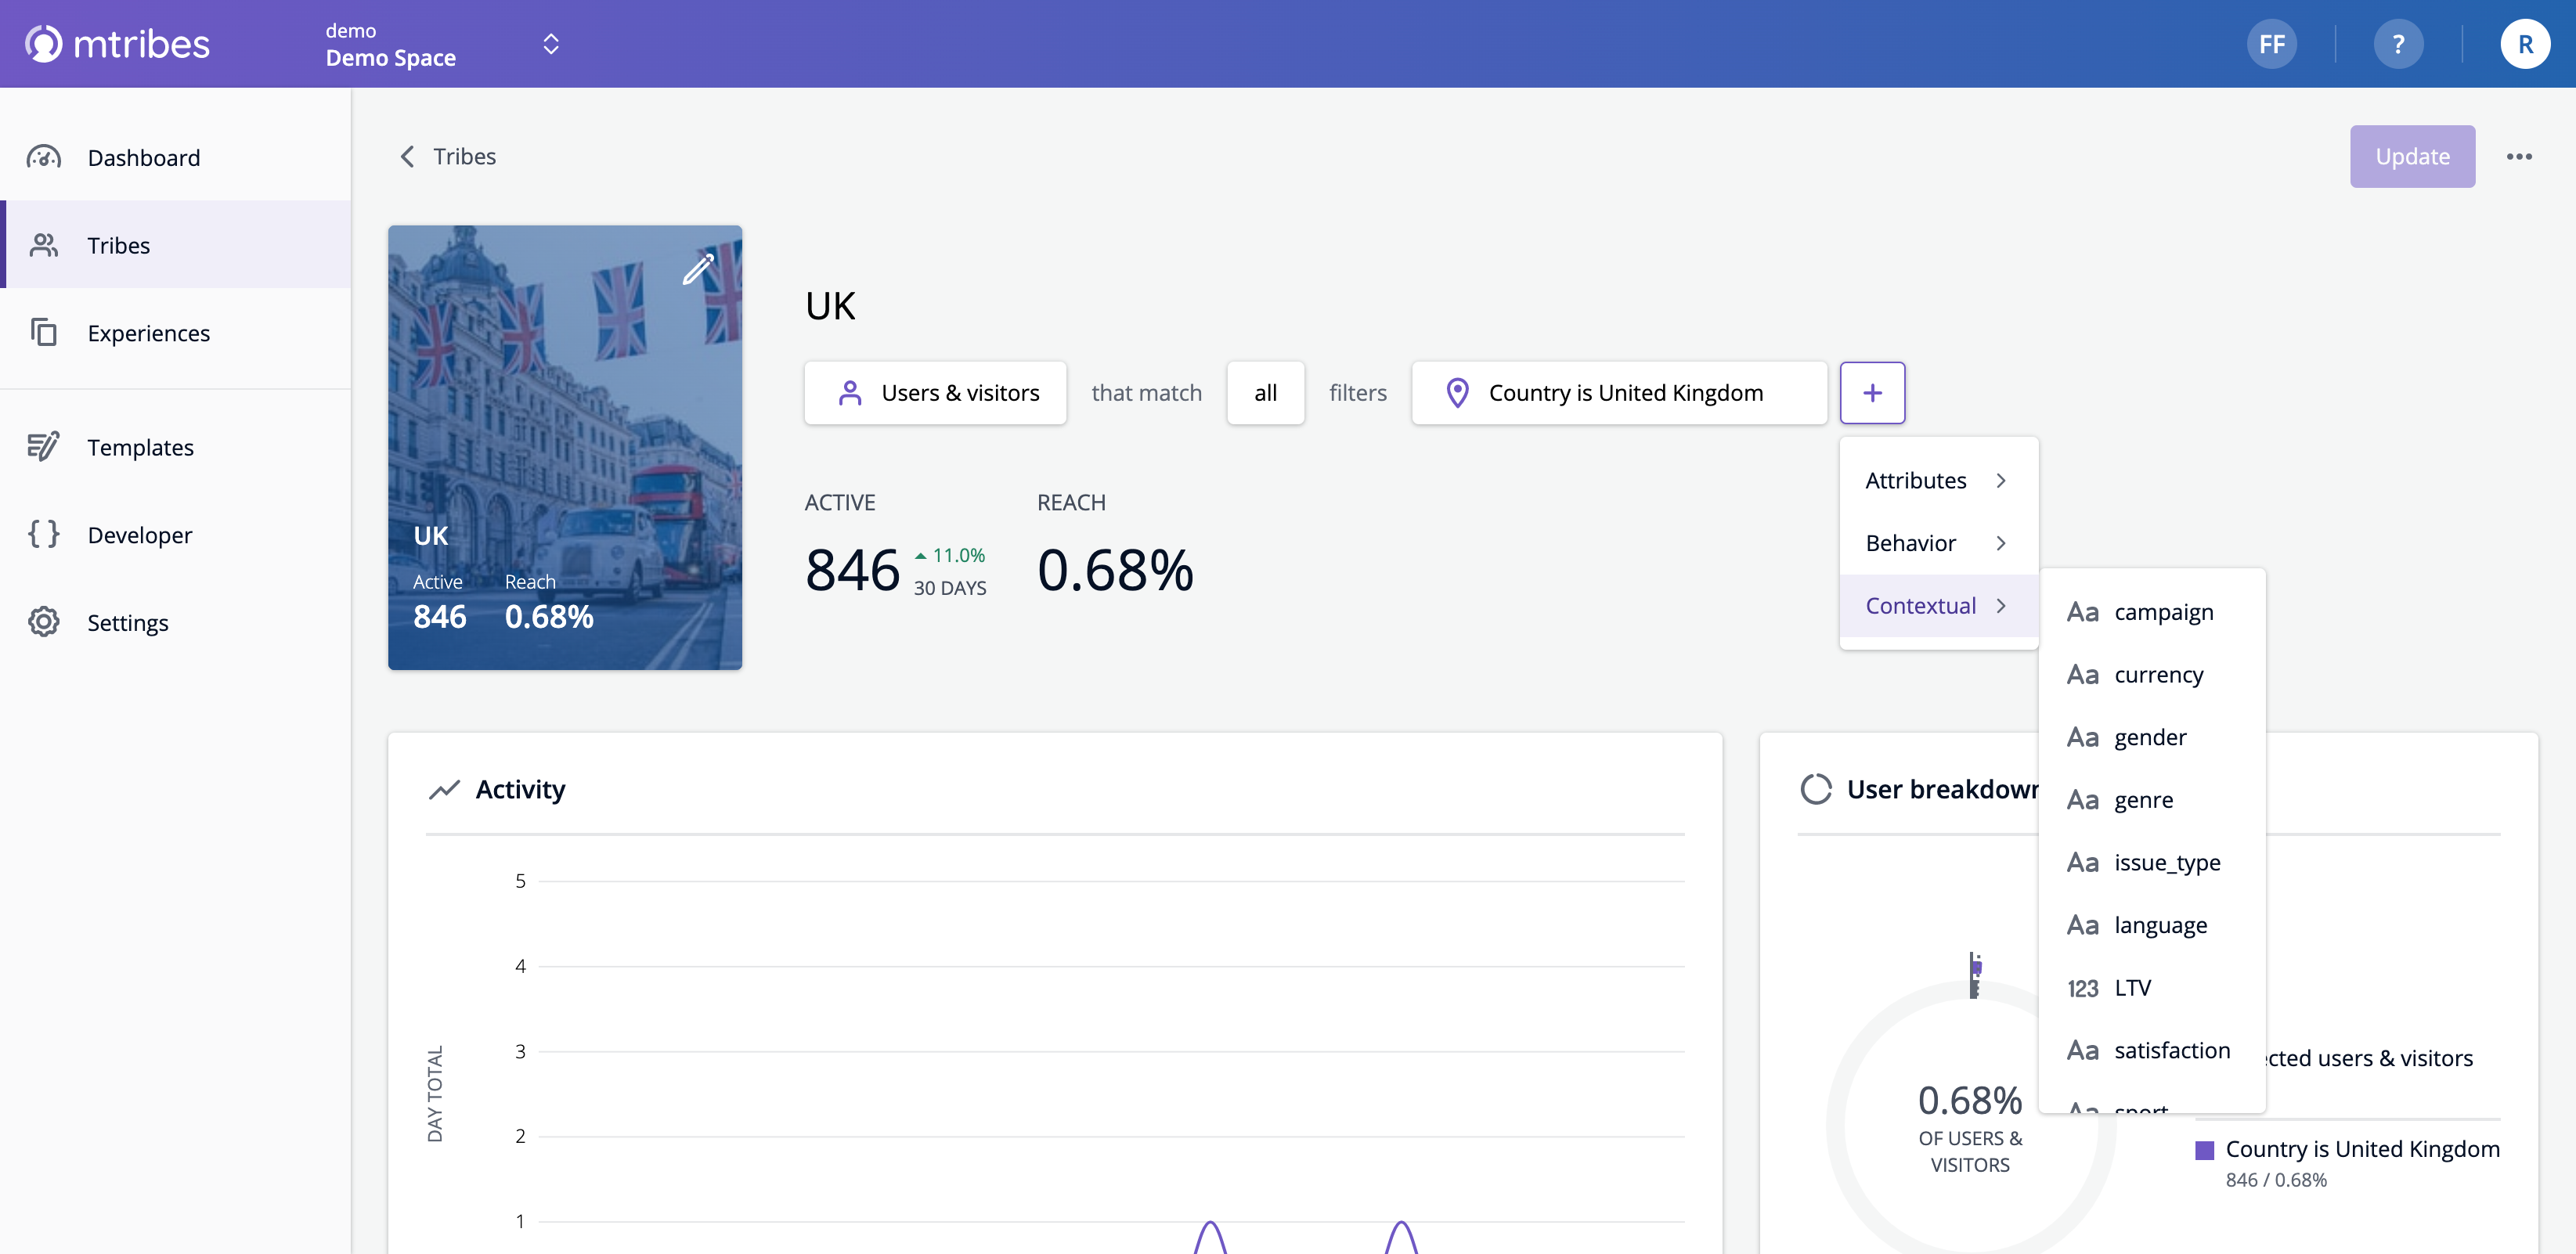 mtribes
demo
Demo Space
FF
?
R
Dashboard
Tribes
Experiences
Templates
Developer
Settings
Tribes
Update
UK
Active
Reach
846
0.68%
UK
Users & visitors
that match
all
filters
Country is United Kingdom
+
ACTIVE
846
11.0%
30 DAYS
REACH
0.68%
Attributes
Behavior
Contextual
Aa campaign
Aa currency
Aa gender
Aa genre
Aa issue_type
Aa language
123 LTV
Aa satisfaction
Aa sport
Activity
5
4
3
2
1
DAY TOTAL
User breakdown
0.68%
OF USERS &
VISITORS
ected users & visitors
Country is United Kingdom
846 / 0.68%